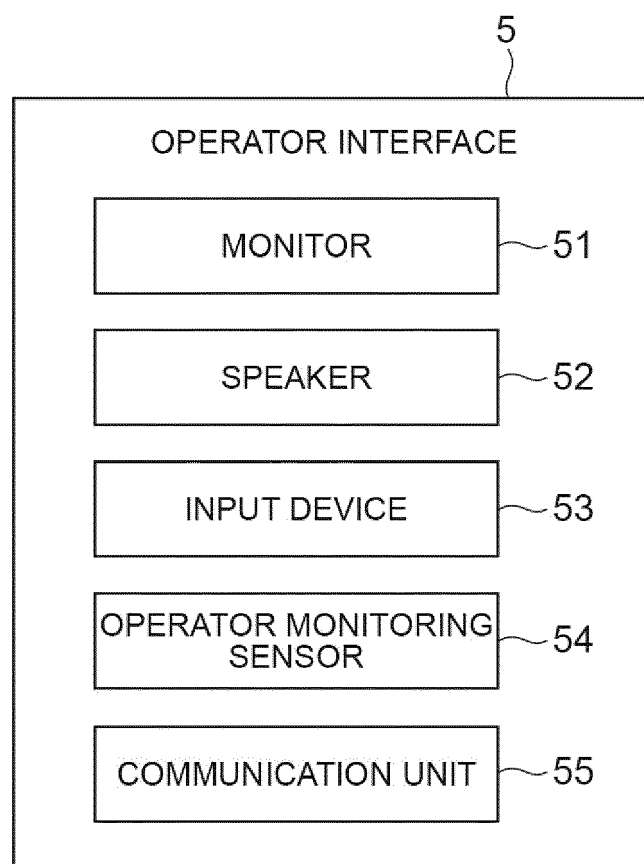 5
OPERATOR INTERFACE
MONITOR
51
SPEAKER
52
INPUT DEVICE
53
OPERATOR MONITORING
SENSOR
54
COMMUNICATION UNIT
55